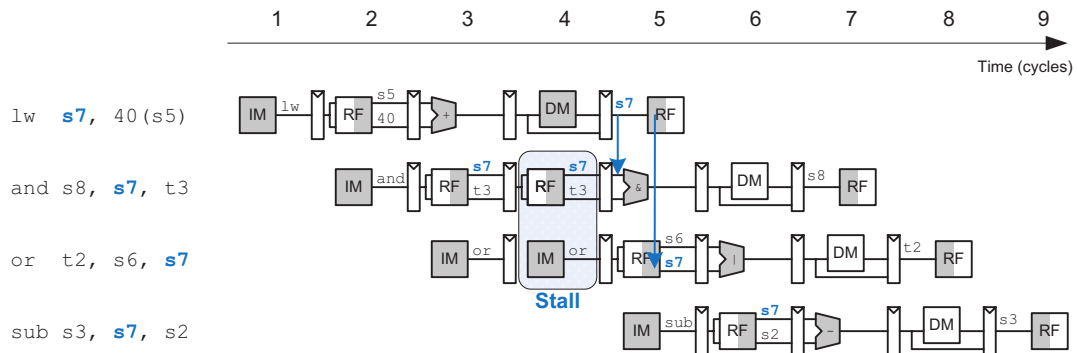 1 2 3 4 5 6 7 8 9
Time (cycles)
lw s7, 40(s5) IM lw RF s5 40 + DM s7 RF
and s8, s7, t3 IM and RF s7 t3 RF s7 t3 & DM s8 RF
or t2, s6, s7 IM or IM or RF s6 s7 | DM t2 RF
Stall
sub s3, s7, s2 IM sub RF s7 s2 - DM s3 RF